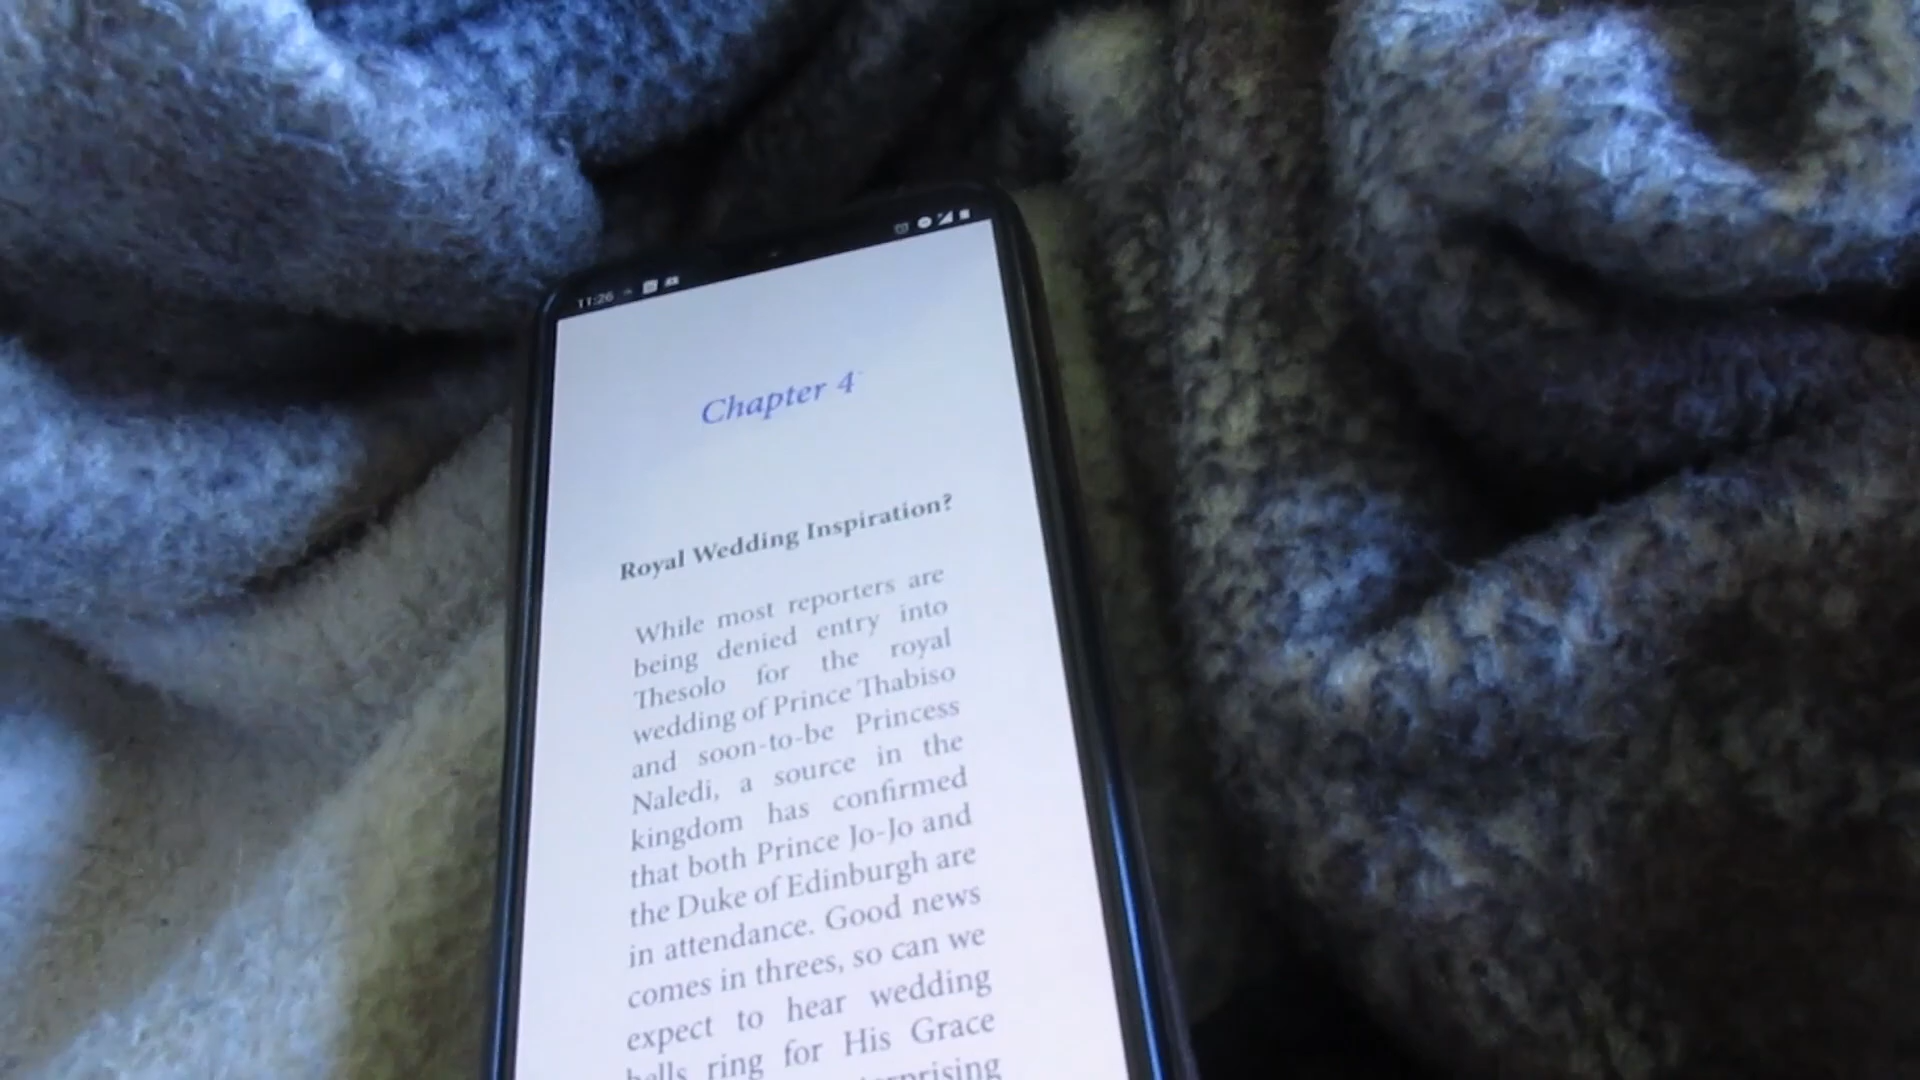 11:26
Chapter 4
Royal Wedding Inspiration?
While most reporters are
being denied entry into
Thesolo for the royal
wedding of Prince Thabiso
and soon-to-be Princess
Naledi, a source in the
kingdom has confirmed
that both Prince Jo-Jo and
the Duke of Edinburgh are
in attendance. Good news
comes in threes, so can we
expect to hear wedding
bells ring for His Grace